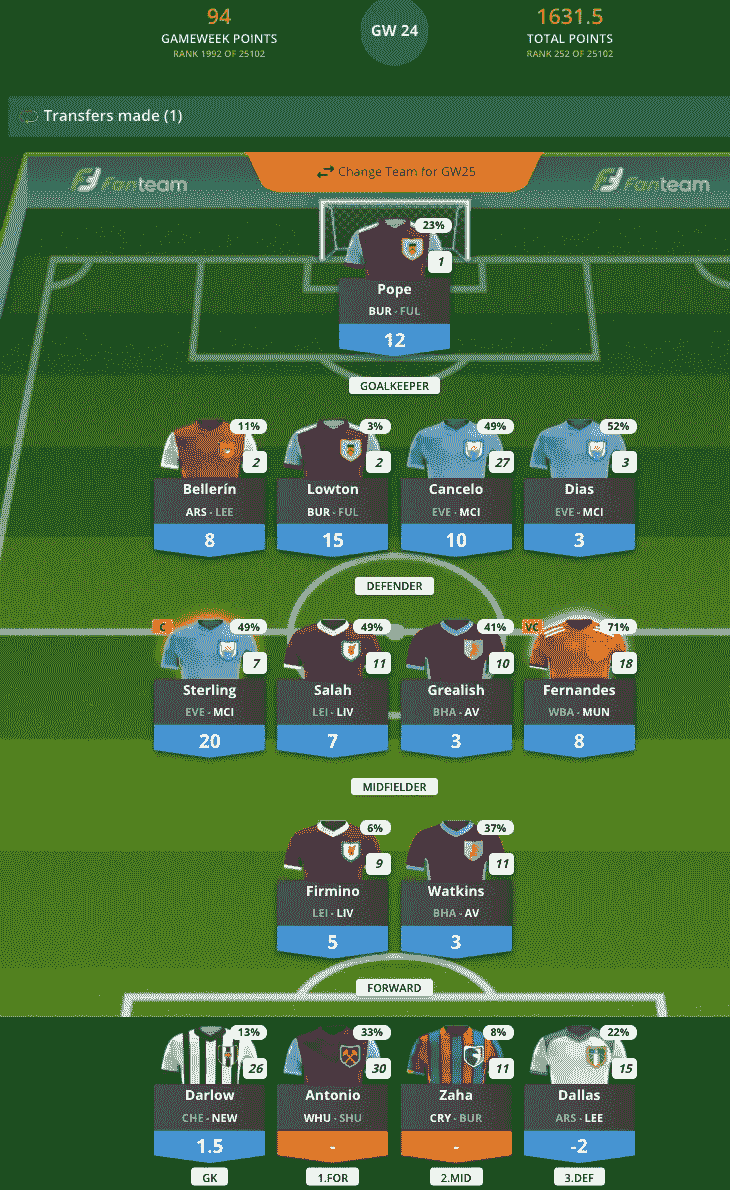 94
GW 24
1631.5
GAMEWEEK POINTS
TOTAL POINTS
RANK 1992 OF 25102
RANK 252 OF 25102
Transfers made (1)
Fanteam
Change Team for GW25
Fanteam
23%
1
Pope
BUR - FUL
12
GOALKEEPER
11% 3% 49% 52%
2 2 27 3
Bellerín Lowton Cancelo Dias
ARS - LEE BUR - FUL EVE - MCI EVE - MCI
8 15 10 3
DEFENDER
C 49% 49% 41% VC 71%
7 11 10 18
Sterling Salah Grealish Fernandes
EVE - MCI LEI - LIV BHA - AV WBA - MUN
20 7 3 8
MIDFIELDER
6% 37%
9 11
Firmino Watkins
LEI - LIV BHA - AV
5 3
FORWARD
13% 33% 8% 22%
26 30 11 15
Darlow Antonio Zaha Dallas
CHE - NEW WHU - SHU CRY - BUR ARS - LEE
1.5 - - -2
GK 1.FOR 2.MID 3.DEF